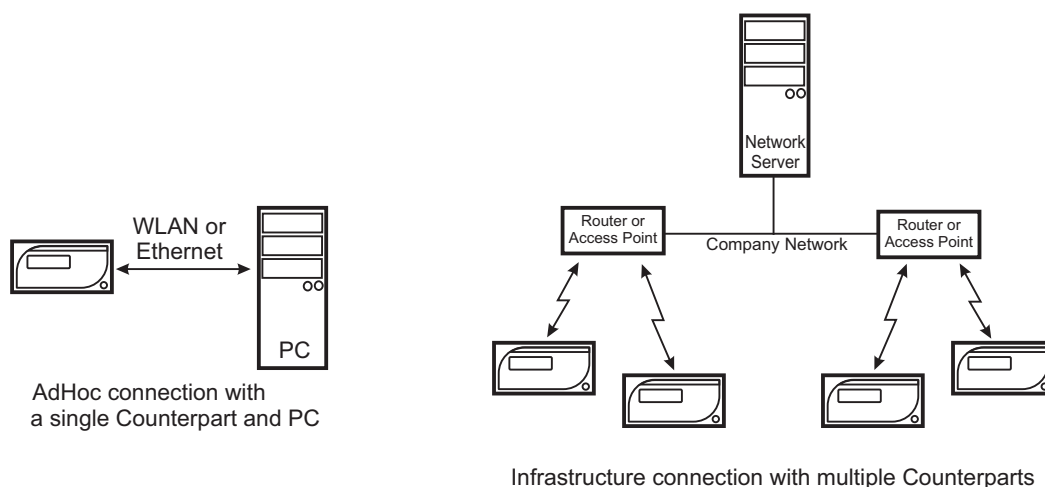 WLAN or
Ethernet
PC
AdHoc connection with
a single Counterpart and PC
Network
Server
Router or
Access Point
Company Network
Router or
Access Point
Infrastructure connection with multiple Counterparts